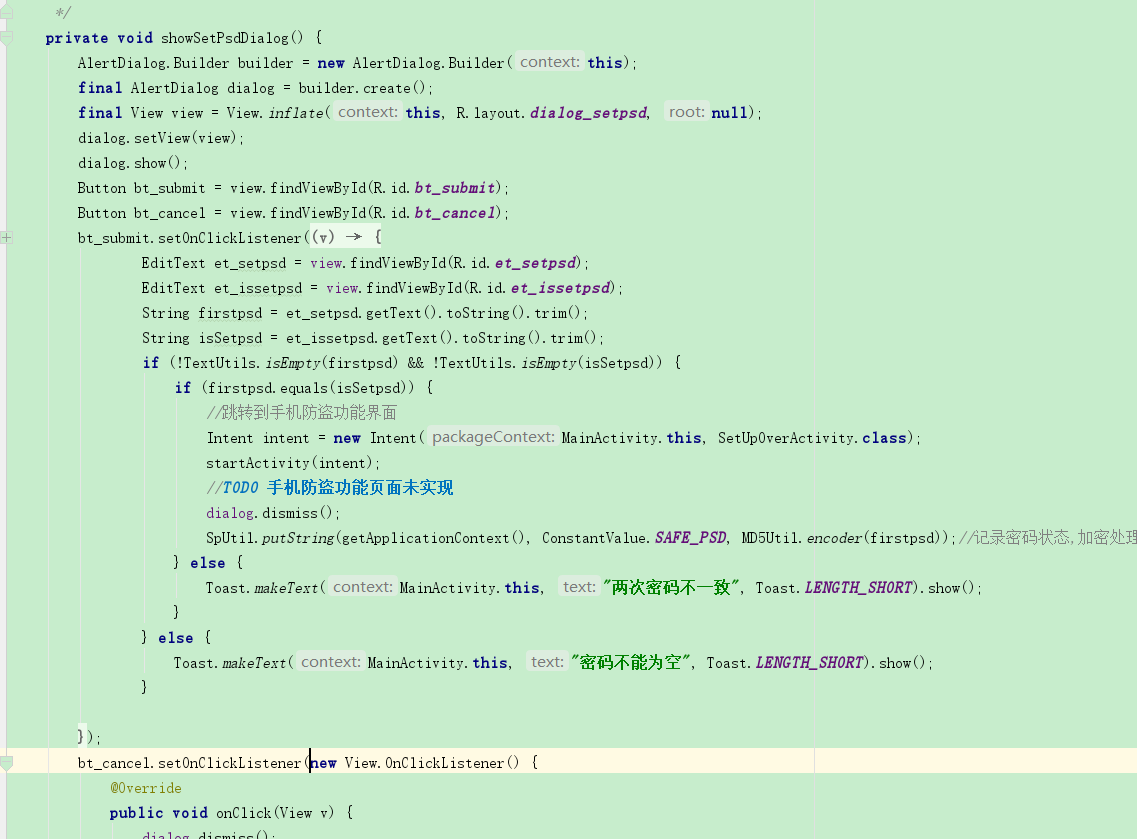 */
private void showSetPsdDialog() {
AlertDialog.Builder builder = new AlertDialog.Builder( context: this);
final AlertDialog dialog = builder.create();
final View view = View.inflate( context: this, R.layout.dialog_setpsd, root: null);
dialog.setView(view);
dialog.show();
Button bt_submit = view.findViewById(R.id.bt_submit);
Button bt_cancel = view.findViewById(R.id.bt_cancel);
bt_submit.setOnClickListener((v) → {
EditText et_setpsd = view.findViewById(R.id.et_setpsd);
EditText et_issetpsd = view.findViewById(R.id.et_issetpsd);
String firstpsd = et_setpsd.getText().toString().trim();
String isSetpsd = et_issetpsd.getText().toString().trim();
if (!TextUtils.isEmpty(firstpsd) && !TextUtils.isEmpty(isSetpsd)) {
if (firstpsd.equals(isSetpsd)) {
//跳转到手机防盗功能界面
Intent intent = new Intent( packageContext: MainActivity.this, SetUpOverActivity.class);
startActivity(intent);
//TODO 手机防盗功能页面未实现
dialog.dismiss();
SpUtil.putString(getApplicationContext(), ConstantValue.SAFE_PSD, MD5Util.encoder(firstpsd));//记录密码状态,加密处理
} else {
Toast.makeText( context: MainActivity.this, text: "两次密码不一致", Toast.LENGTH_SHORT).show();
}
} else {
Toast.makeText( context: MainActivity.this, text: "密码不能为空", Toast.LENGTH_SHORT).show();
}
});
bt_cancel.setOnClickListener(new View.OnClickListener() {
@Override
public void onClick(View v) {
dialog.dismiss();